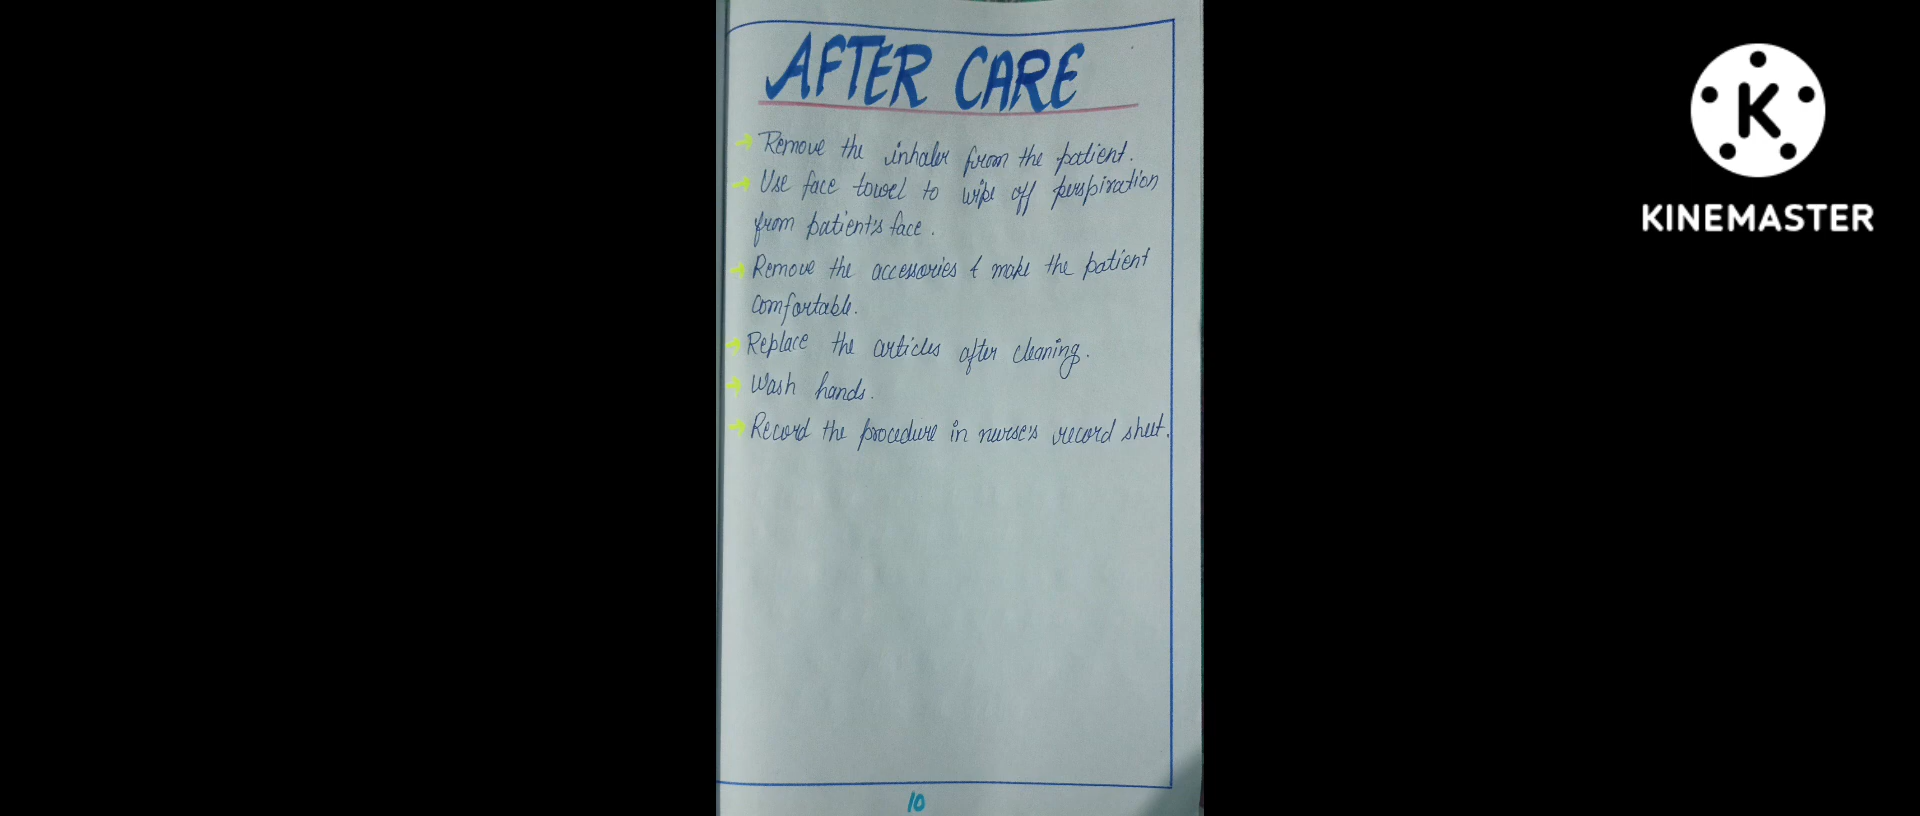 AFTER CARE
→ Remove the inhaler from the patient.
→ Use face towel to wipe off perspiration
from patient's face.
→ Remove the accessories & make the patient
comfortable.
→ Replace the articles after cleaning.
→ Wash hands.
→ Record the procedure in nurse's record sheet.
10
K
KINEMASTER